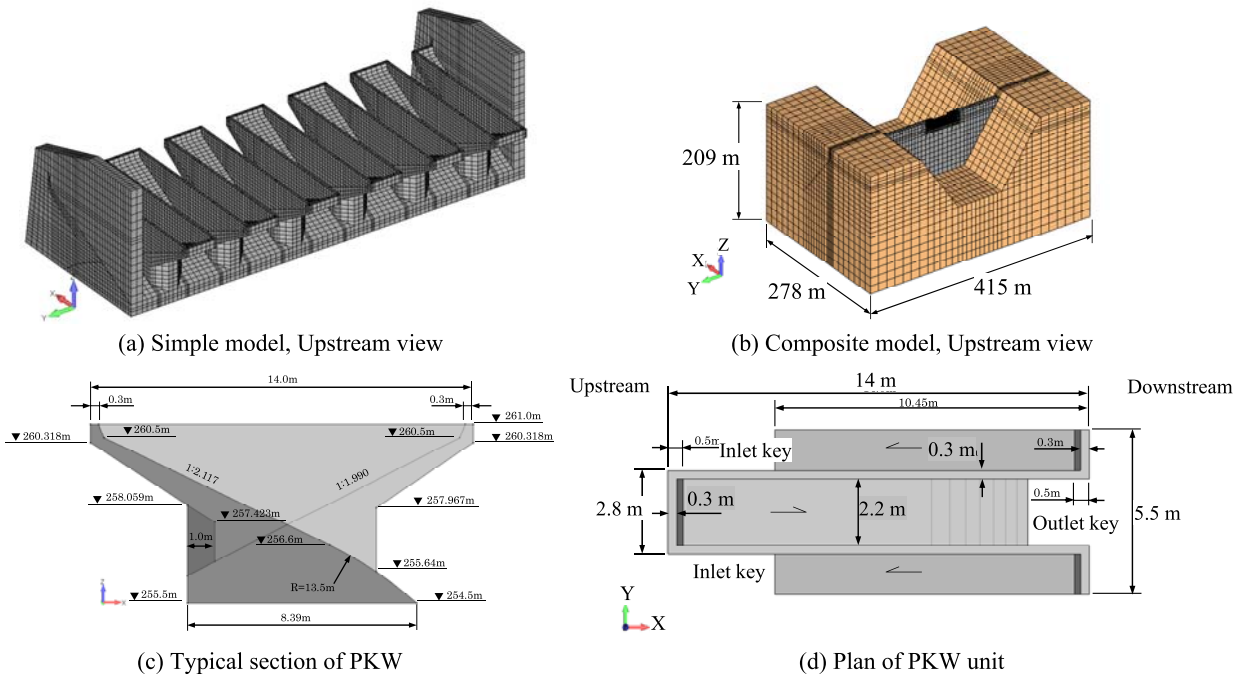 209 m
Z
X
Y
278 m
415 m
X
Z
Y
(a) Simple model, Upstream view
(b) Composite model, Upstream view
14.0m
0.3m
0.3m
261.0m
260.318m
260.5m
260.5m
260.318m
1:2.117
1:1.990
258.059m
257.967m
257.423m
1.0m
256.6m
255.64m
R=13.5m
255.5m
254.5m
8.39m
Z
X
(c) Typical section of PKW
Upstream
14 m
Downstream
10.45m
0.5m
Inlet key
0.3 m
0.3m
0.3 m
2.8 m
2.2 m
0.5m
Outlet key
5.5 m
Inlet key
Y
X
(d) Plan of PKW unit